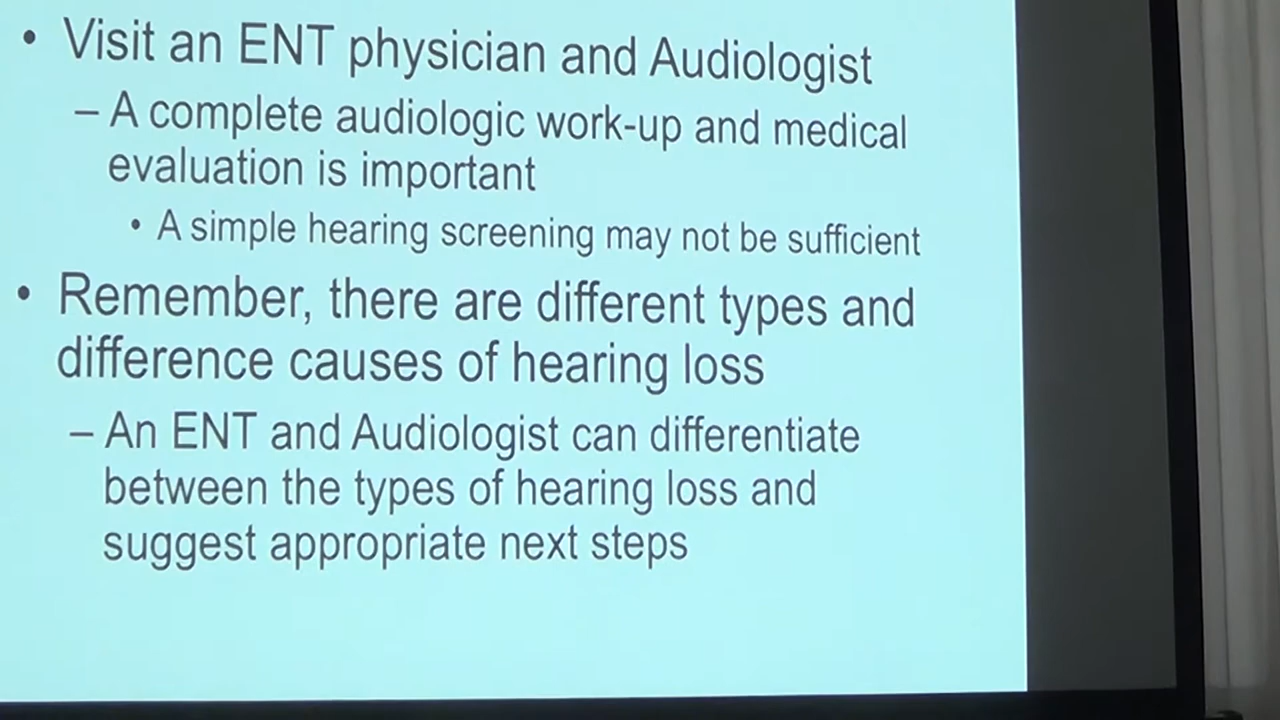 • Visit an ENT physician and Audiologist
– A complete audiologic work-up and medical
evaluation is important
• A simple hearing screening may not be sufficient
• Remember, there are different types and
difference causes of hearing loss
– An ENT and Audiologist can differentiate
between the types of hearing loss and
suggest appropriate next steps